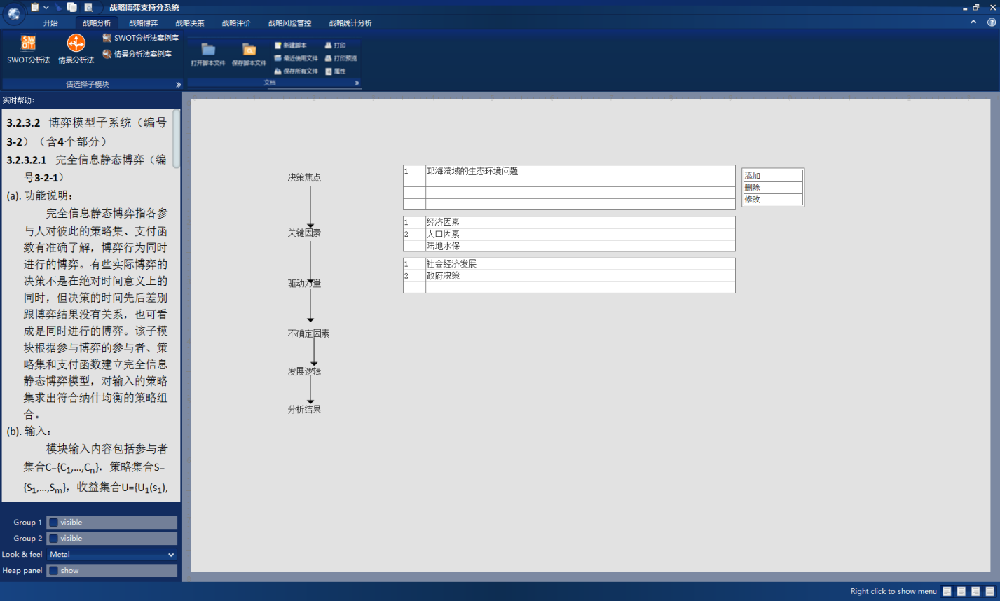 战略博弈支持分系统
开始 战略分析 战略博弈 战略决策 战略评价 战略风险管控 战略统计分析
SWOT分析法
情景分析法
SWOT分析法案例库
情景分析法案例库
请选择子模块
打开脚本文件
保存脚本文件
新建脚本
最近使用文件
保存所有文件
打印
打印预览
属性
文档
实时帮助:
3.2.3.2 博弈模型子系统（编号
3-2）（含4个部分）
3.2.3.2.1 完全信息静态博弈（编
号3-2-1）
(a). 功能说明:
完全信息静态博弈指各参
与人对彼此的策略集、支付函
数有准确了解，博弈行为同时
进行的博弈。有些实际博弈的
决策不是在绝对时间意义上的
同时，但决策的时间先后差别
跟博弈结果没有关系，也可看
成是同时进行的博弈。该子模
块根据参与博弈的参与者、策
略集和支付函数建立完全信息
静态博弈模型，对输入的策略
集求出符合纳什均衡的策略组
合。
(b). 输入:
模块输入内容包括参与者
集合C={C1,...,Cn}，策略集合S=
{S1,...,Sm}，收益集合U={U1(s1),
Group 1 visible
Group 2 visible
Look & feel Metal
Heap panel show
决策焦点
关键因素
驱动力量
不确定因素
发展逻辑
分析结果
1 邛海流域的生态环境问题
1 经济因素
2 人口因素
陆地水保
1 社会经济发展
2 政府决策
添加
删除
修改
Right click to show menu